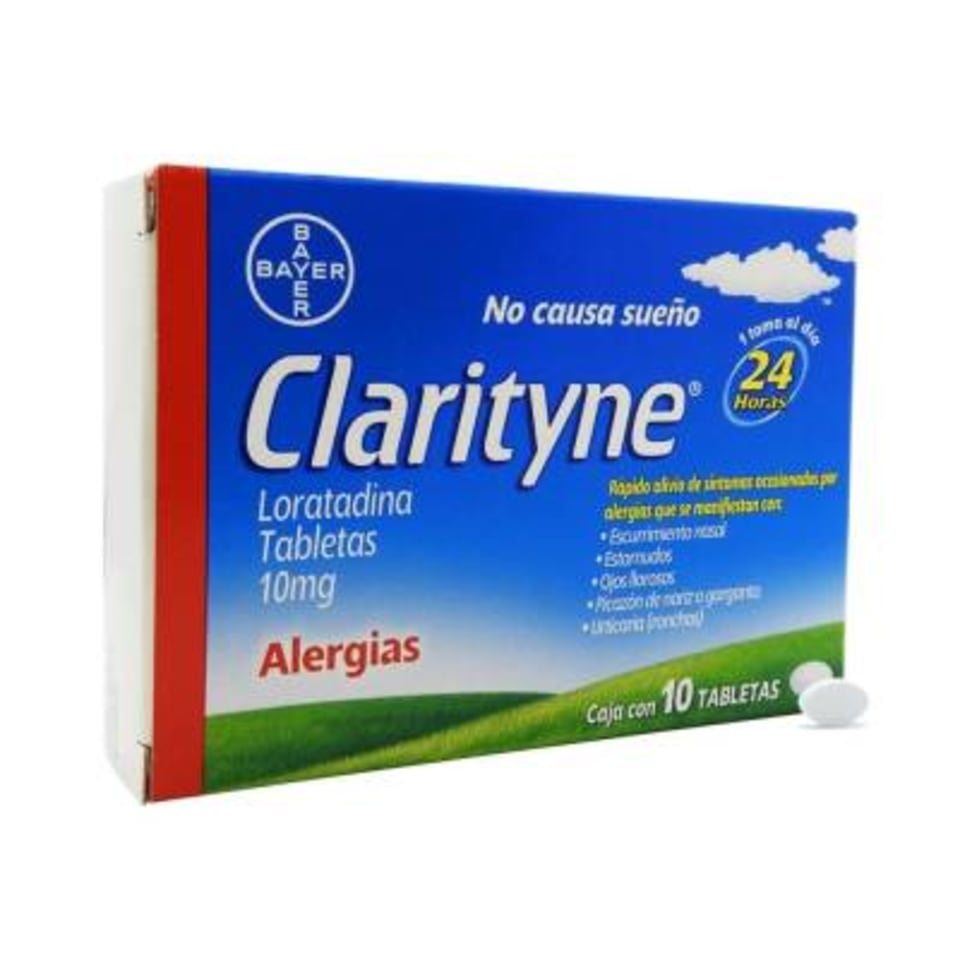 BAYER
BAYER
No causa sueño
1 toma al día
24
Horas
Clarityne®
Loratadina
Tabletas
10mg
Alergias
Rápido alivio de síntomas ocasionados por
alergias que se manifiestan con:
• Escurrimiento nasal
• Estornudos
• Ojos llorosos
• Picazón de nariz o garganta
• Urticaria (ronchas)
Caja con 10 TABLETAS